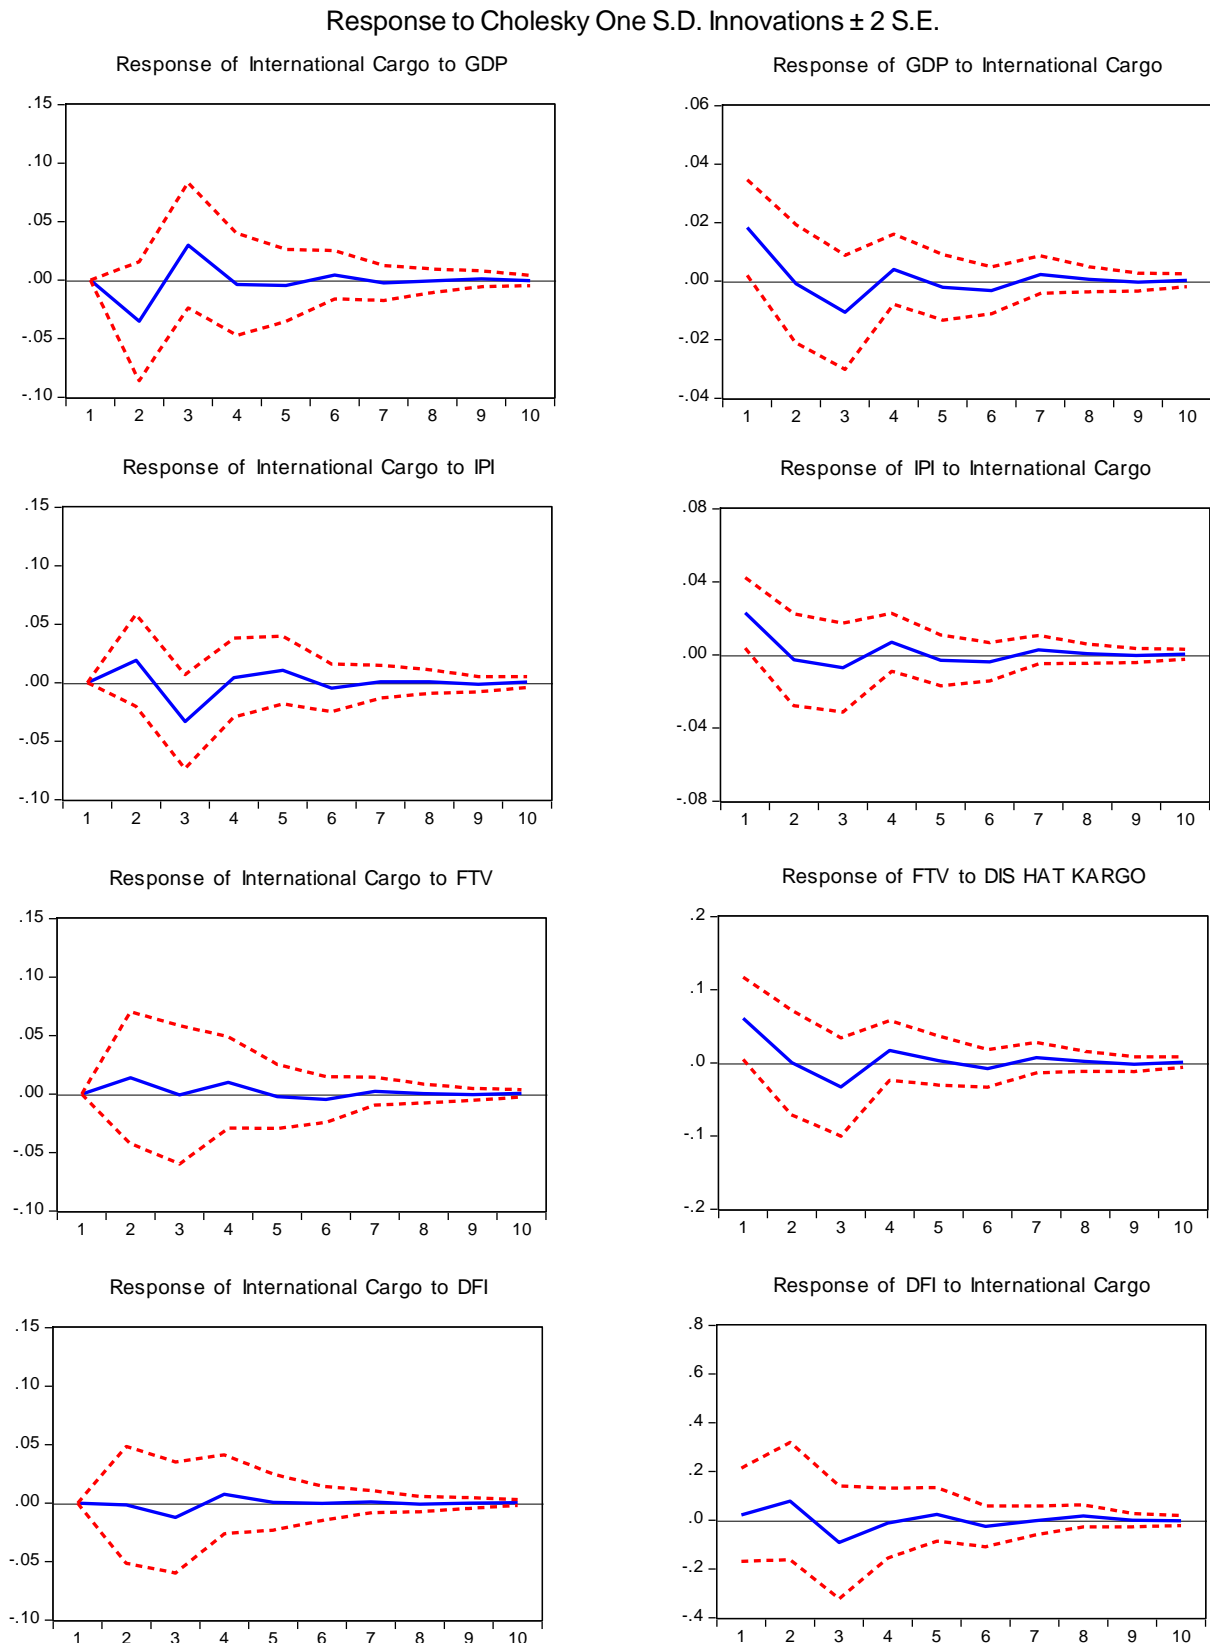 Response to Cholesky One S.D. Innovations ± 2 S.E.
Response of International Cargo to GDP
.15
.10
.05
.00
-.05
-.10
1 2 3 4 5 6 7 8 9 10
Response of GDP to International Cargo
.06
.04
.02
.00
-.02
-.04
1 2 3 4 5 6 7 8 9 10
Response of International Cargo to IPI
.15
.10
.05
.00
-.05
-.10
1 2 3 4 5 6 7 8 9 10
Response of IPI to International Cargo
.08
.04
.00
-.04
-.08
1 2 3 4 5 6 7 8 9 10
Response of International Cargo to FTV
.15
.10
.05
.00
-.05
-.10
1 2 3 4 5 6 7 8 9 10
Response of FTV to DIS HAT KARGO
.2
.1
.0
-.1
-.2
1 2 3 4 5 6 7 8 9 10
Response of International Cargo to DFI
.15
.10
.05
.00
-.05
-.10
1 2 3 4 5 6 7 8 9 10
Response of DFI to International Cargo
.8
.6
.4
.2
.0
-.2
-.4
1 2 3 4 5 6 7 8 9 10